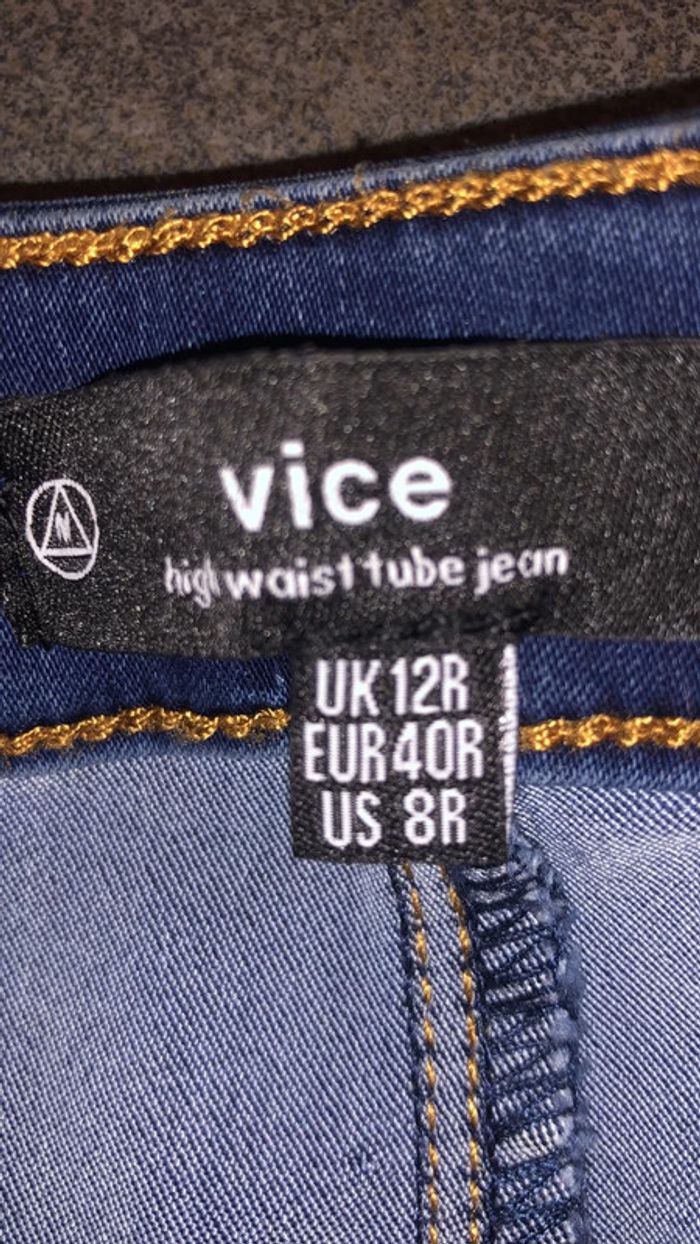 vice
high waist tube jean
UK 12R
EUR 40R
US 8R
M